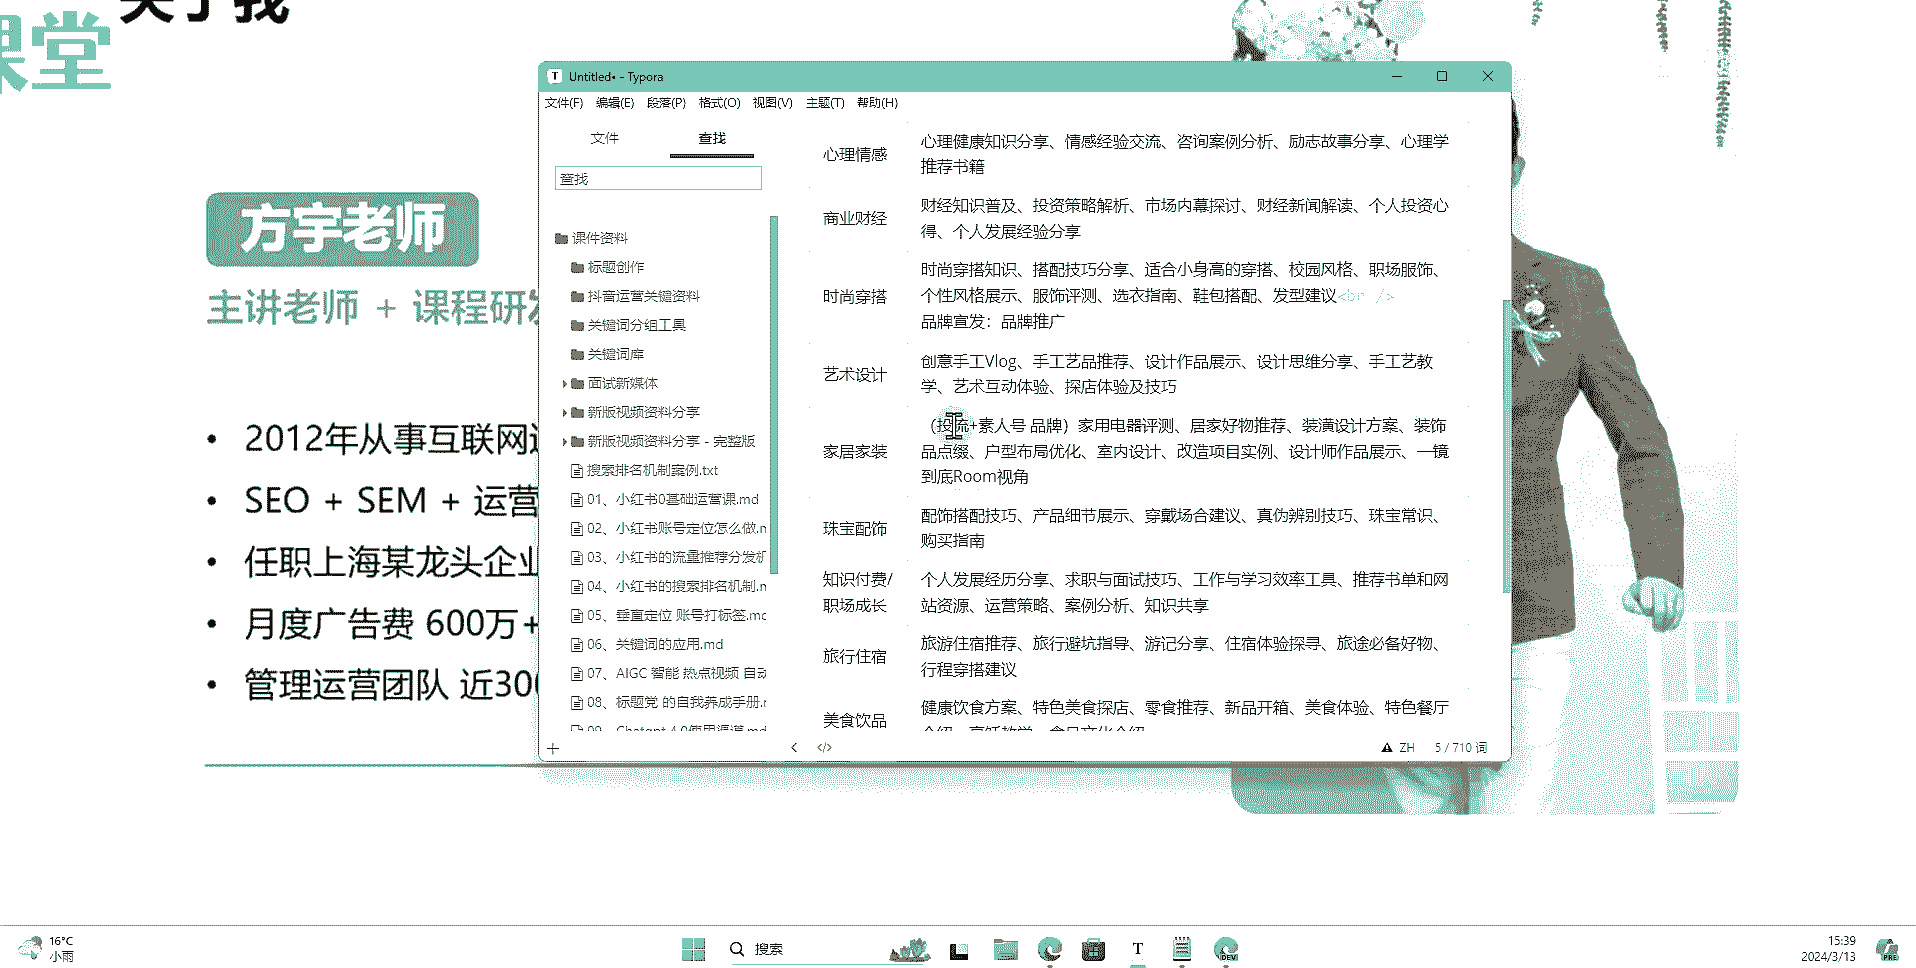 关于我
课堂
方宇老师
主讲老师 + 课程研发
2012年从事互联网
SEO + SEM + 运营
任职上海某龙头企业
月度广告费 600万+
管理运营团队 近300
Untitled• - Typora
文件(F) 编辑(E) 段落(P) 格式(O) 视图(V) 主题(T) 帮助(H)
文件 查找
查找
课件资料
标题创作
抖音运营关键资料
关键词分组工具
关键词库
面试新媒体
新版视频资料分享
新版视频资料分享 - 完整版
搜索排名机制案例.txt
01、小红书0基础运营课.md
02、小红书账号定位怎么做.m
03、小红书的流量推荐分发机
04、小红书的搜索排名机制.m
05、垂直定位 账号打标签.md
06、关键词的应用.md
07、AIGC 智能 热点视频 自动
08、标题党 的自我养成手册.m
09、Chatgpt 4.0使用渠道.md
心理情感
心理健康知识分享、情感经验交流、咨询案例分析、励志故事分享、心理学
推荐书籍
商业财经
财经知识普及、投资策略解析、市场内幕探讨、财经新闻解读、个人投资心
得、个人发展经验分享
时尚穿搭
时尚穿搭知识、搭配技巧分享、适合小身高的穿搭、校园风格、职场服饰、
个性风格展示、服饰评测、选衣指南、鞋包搭配、发型建议<br />
品牌宣发：品牌推广
艺术设计
创意手工Vlog、手工艺品推荐、设计作品展示、设计思维分享、手工艺教
学、艺术互动体验、探店体验及技巧
家居家装
（投流+素人号 品牌）家用电器评测、居家好物推荐、装潢设计方案、装饰
品点缀、户型布局优化、室内设计、改造项目实例、设计师作品展示、一镜
到底Room视角
珠宝配饰
配饰搭配技巧、产品细节展示、穿戴场合建议、真伪辨别技巧、珠宝常识、
购买指南
知识付费/
职场成长
个人发展经历分享、求职与面试技巧、工作与学习效率工具、推荐书单和网
站资源、运营策略、案例分析、知识共享
旅行住宿
旅游住宿推荐、旅行避坑指导、游记分享、住宿体验探寻、旅途必备好物、
行程穿搭建议
美食饮品
健康饮食方案、特色美食探店、零食推荐、新品开箱、美食体验、特色餐厅
介绍、烹饪教学、食品文化介绍
ZH 5 / 710 词
16°C
小雨
搜索
T
DEV
15:39
2024/3/13
PRE